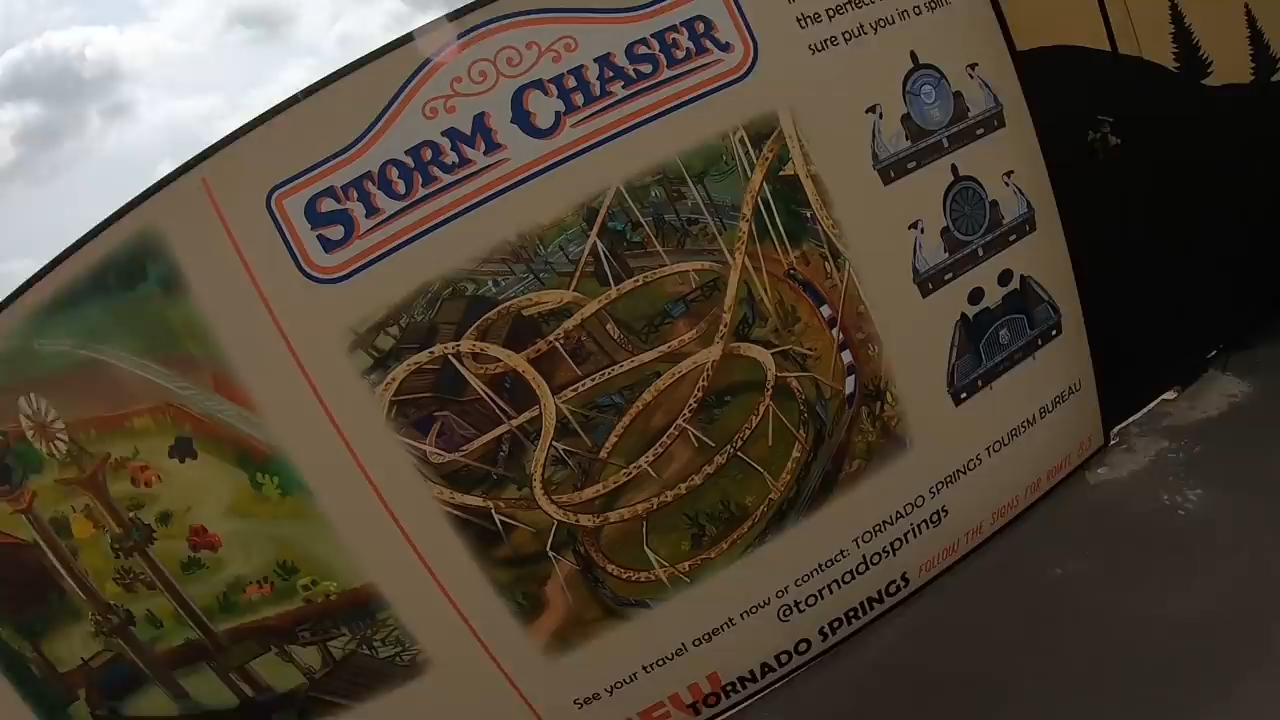 STORM CHASER
the perfect
sure put you in a spin.
See your travel agent now or contact: TORNADO SPRINGS TOURISM BUREAU
@tornadosprings
TORNADO SPRINGS FOLLOW THE SIGNS FOR ROUTE 83